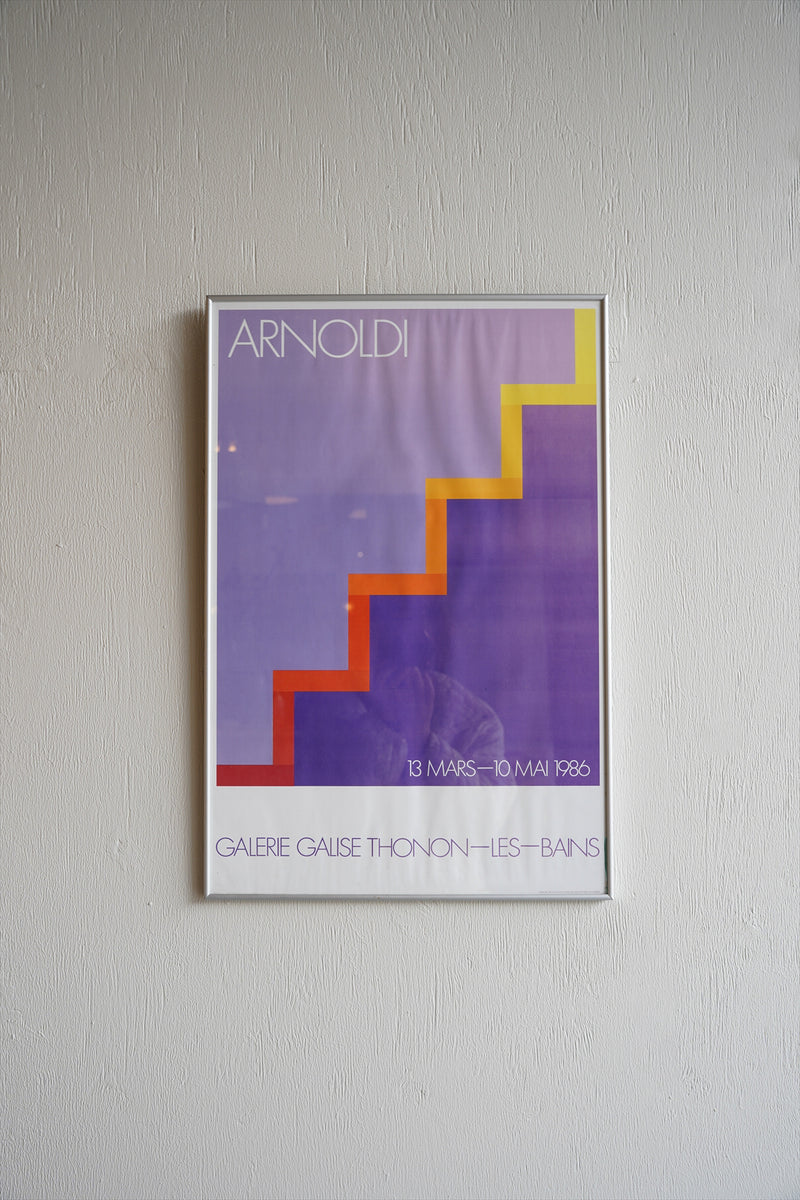 ARNOLDI
13 MARS—10 MAI 1986
GALERIE GALISE THONON—LES—BAINS